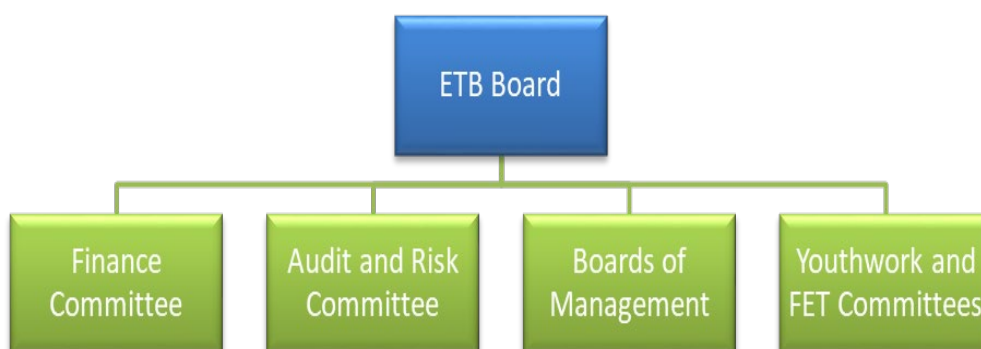 ETB Board
Finance
Committee
Audit and Risk
Committee
Boards of
Management
Youthwork and
FET Committees